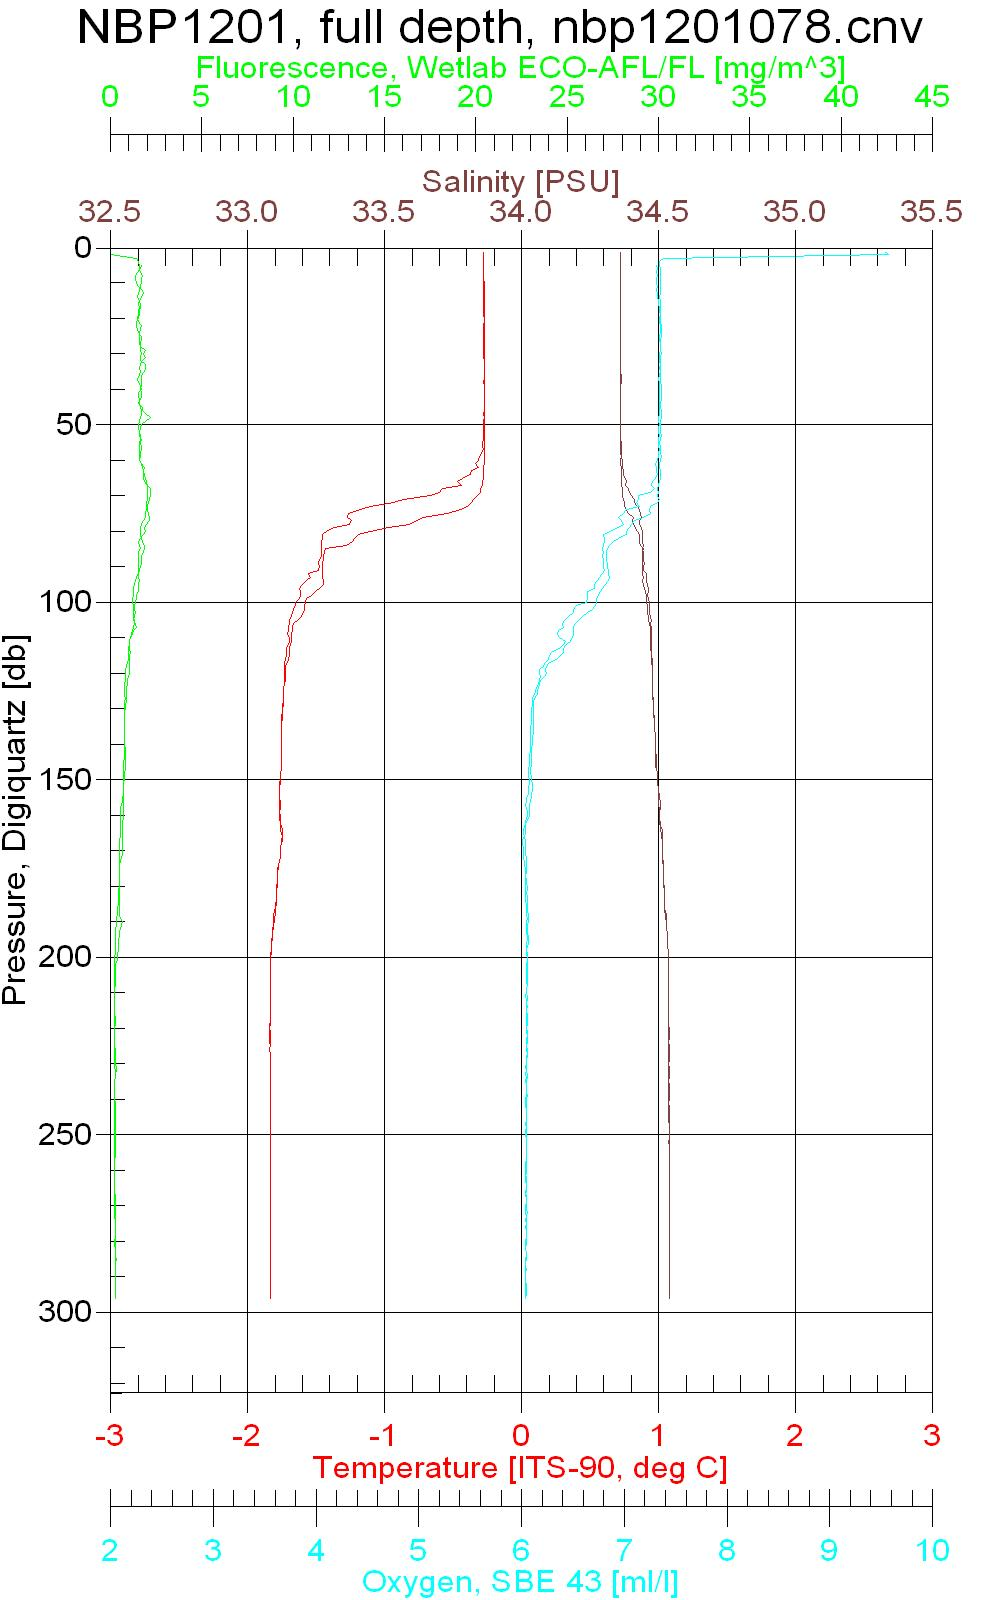 NBP1201, full depth, nbp1201078.cnv
Fluorescence, Wetlab ECO-AFL/FL [mg/m^3]
0 5 10 15 20 25 30 35 40 45
Salinity [PSU]
32.5 33.0 33.5 34.0 34.5 35.0 35.5
0
50
100
150
200
250
300
Pressure, Digiquartz [db]
-3 -2 -1 0 1 2 3
Temperature [ITS-90, deg C]
2 3 4 5 6 7 8 9 10
Oxygen, SBE 43 [ml/l]